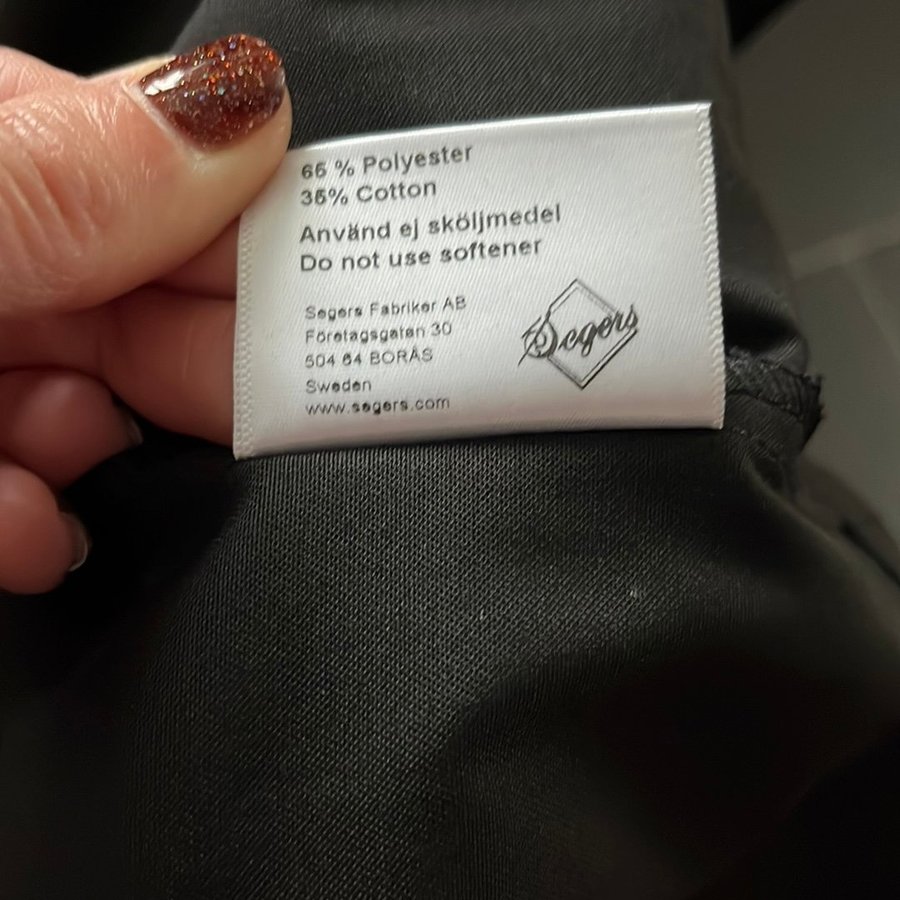 65 % Polyester
35% Cotton
Använd ej sköljmedel
Do not use softener
Segers Fabriker AB
Företagsgatan 30
504 64 BORÅS
Sweden
www.segers.com
Segers